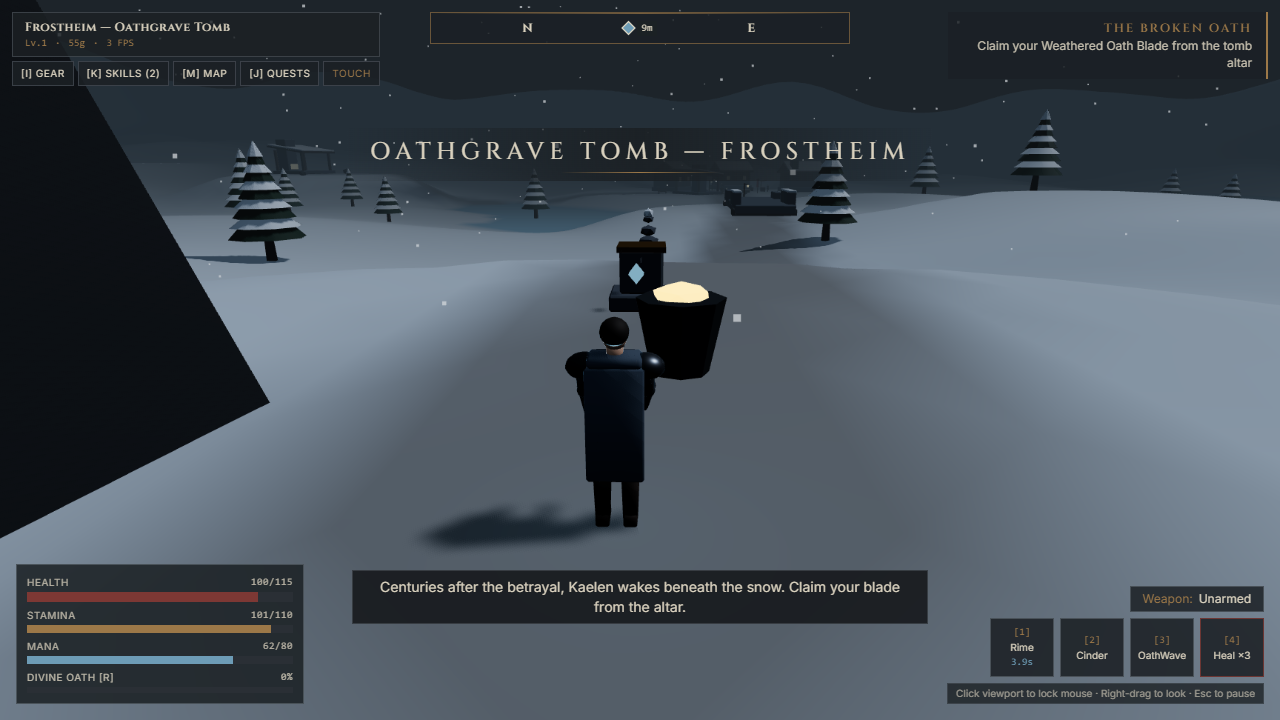 Frostheim — Oathgrave Tomb
Lv.1 · 55g · 3 FPS
[I] GEAR
[K] SKILLS (2)
[M] MAP
[J] QUESTS
TOUCH
N
9m
E
THE BROKEN OATH
Claim your Weathered Oath Blade from the tomb
altar
OATHGRAVE TOMB — FROSTHEIM
HEALTH 100/115
STAMINA 101/110
MANA 62/80
DIVINE OATH [R] 0%
Centuries after the betrayal, Kaelen wakes beneath the snow. Claim your blade
from the altar.
Weapon: Unarmed
[1]
Rime
3.9s
[2]
Cinder
[3]
OathWave
[4]
Heal ×3
Click viewport to lock mouse · Right-drag to look · Esc to pause